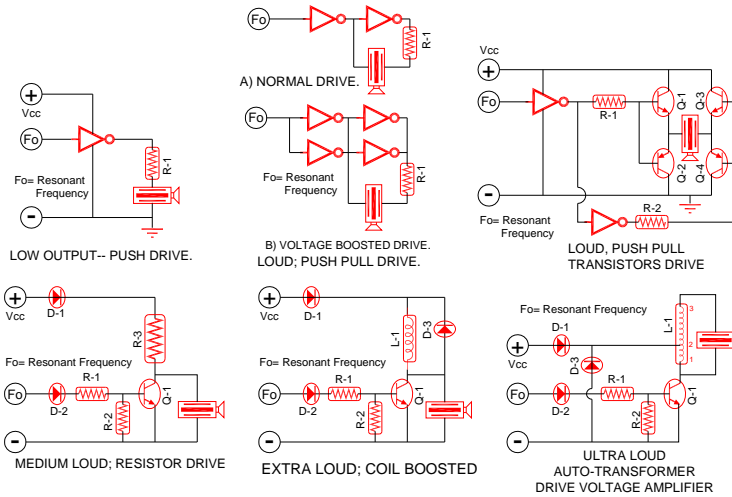 Fo
R-1
A) NORMAL DRIVE.
+
Vcc
Fo
R-1
Fo= Resonant
Frequency
-
LOW OUTPUT-- PUSH DRIVE.
Fo
R-1
Fo= Resonant
Frequency
B) VOLTAGE BOOSTED DRIVE.
LOUD; PUSH PULL DRIVE.
Vcc
+
Fo
R-1
Q-1
Q-3
Q-2
Q-4
-
R-2
Fo= Resonant
Frequency
LOUD, PUSH PULL
TRANSISTORS DRIVE
+
Vcc
D-1
R-3
Fo= Resonant Frequency
Fo
D-2
R-1
Q-1
R-2
-
MEDIUM LOUD; RESISTOR DRIVE
+
Vcc
D-1
L-1
D-3
Fo= Resonant Frequency
Fo
D-2
R-1
Q-1
R-2
-
EXTRA LOUD; COIL BOOSTED
Fo= Resonant Frequency
L-1
3
2
1
+
Vcc
D-1
D-3
Fo
D-2
R-1
Q-1
R-2
-
ULTRA LOUD
AUTO-TRANSFORMER
DRIVE VOLTAGE AMPLIFIER